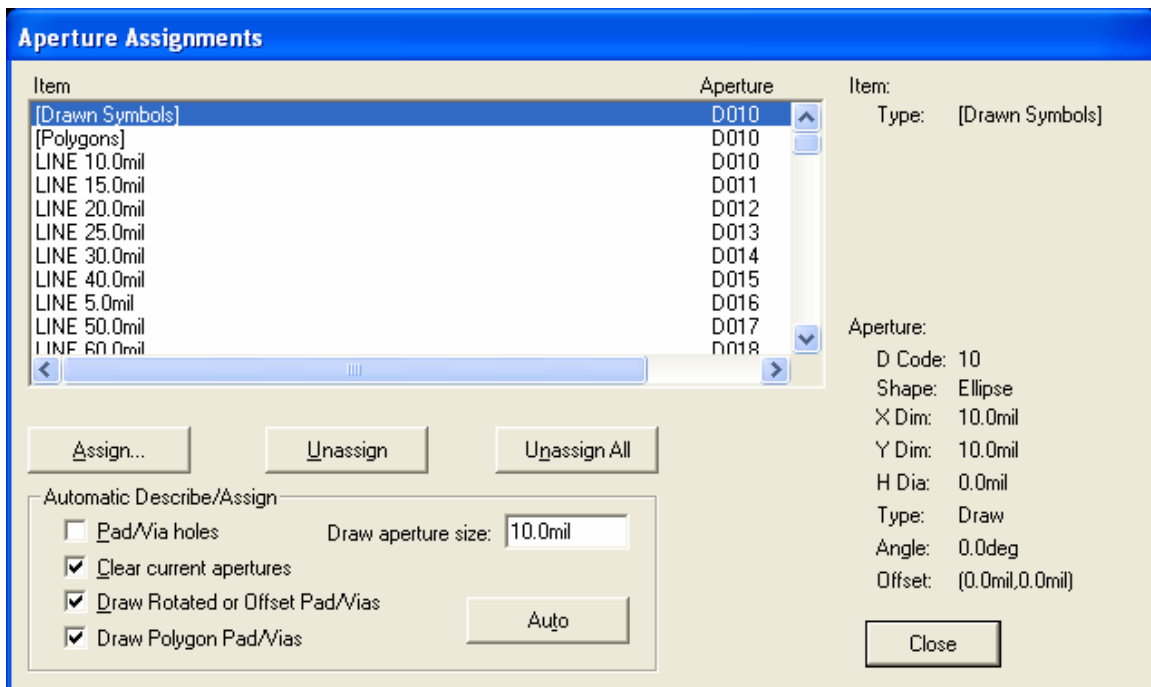 Aperture Assignments
Item Aperture
[Drawn Symbols] D010
[Polygons] D010
LINE 10.0mil D010
LINE 15.0mil D011
LINE 20.0mil D012
LINE 25.0mil D013
LINE 30.0mil D014
LINE 40.0mil D015
LINE 5.0mil D016
LINE 50.0mil D017
LINE 60.0mil D018
Item:
Type: [Drawn Symbols]
Aperture:
D Code: 10
Shape: Ellipse
X Dim: 10.0mil
Y Dim: 10.0mil
H Dia: 0.0mil
Type: Draw
Angle: 0.0deg
Offset: (0.0mil,0.0mil)
Assign... Unassign Unassign All
Automatic Describe/Assign
Pad/Via holes Draw aperture size: 10.0mil
Clear current apertures
Draw Rotated or Offset Pad/Vias
Draw Polygon Pad/Vias
Auto
Close